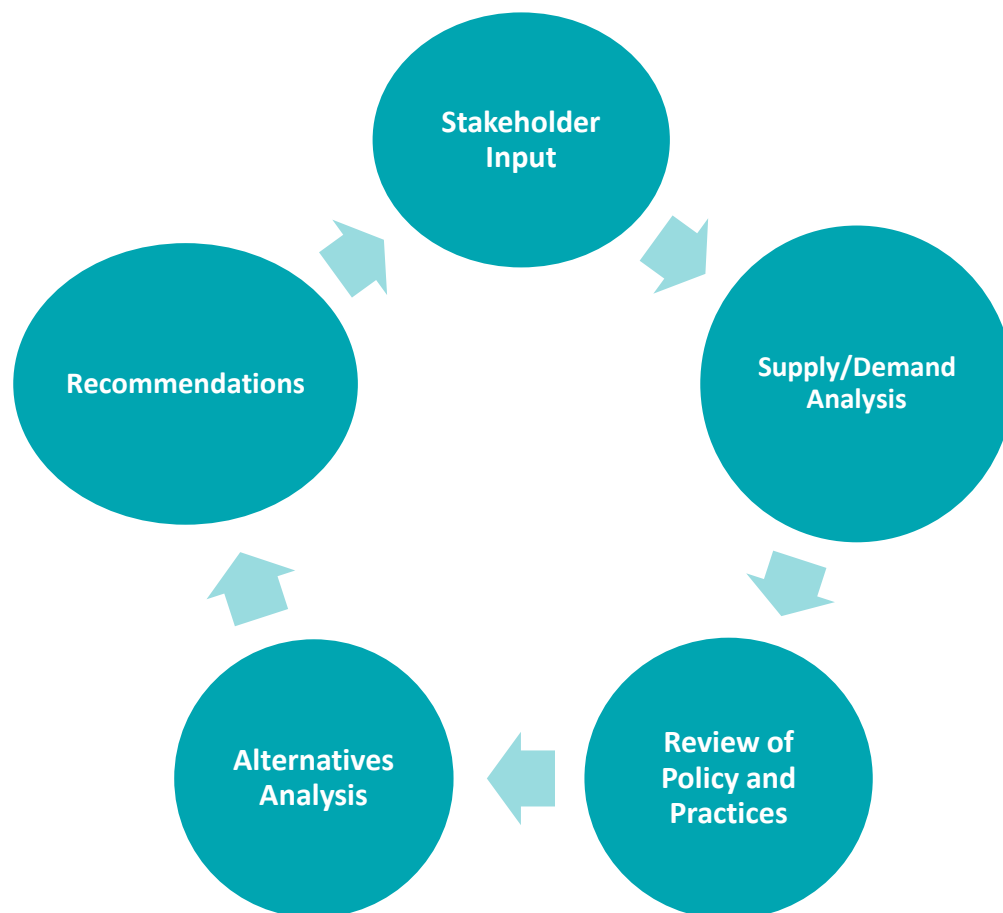 Stakeholder
Input
Supply/Demand
Analysis
Review of
Policy and
Practices
Alternatives
Analysis
Recommendations